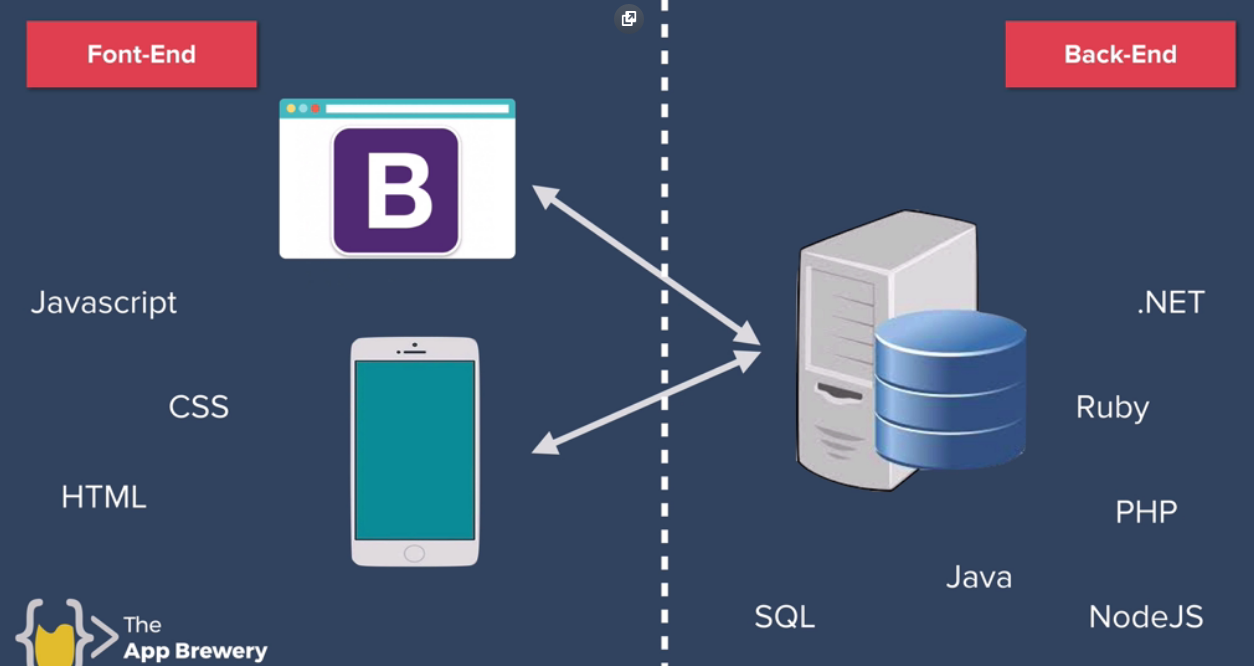 Font-End
Back-End
B
Javascript
CSS
HTML
.NET
Ruby
PHP
Java
SQL
NodeJS
The
App Brewery